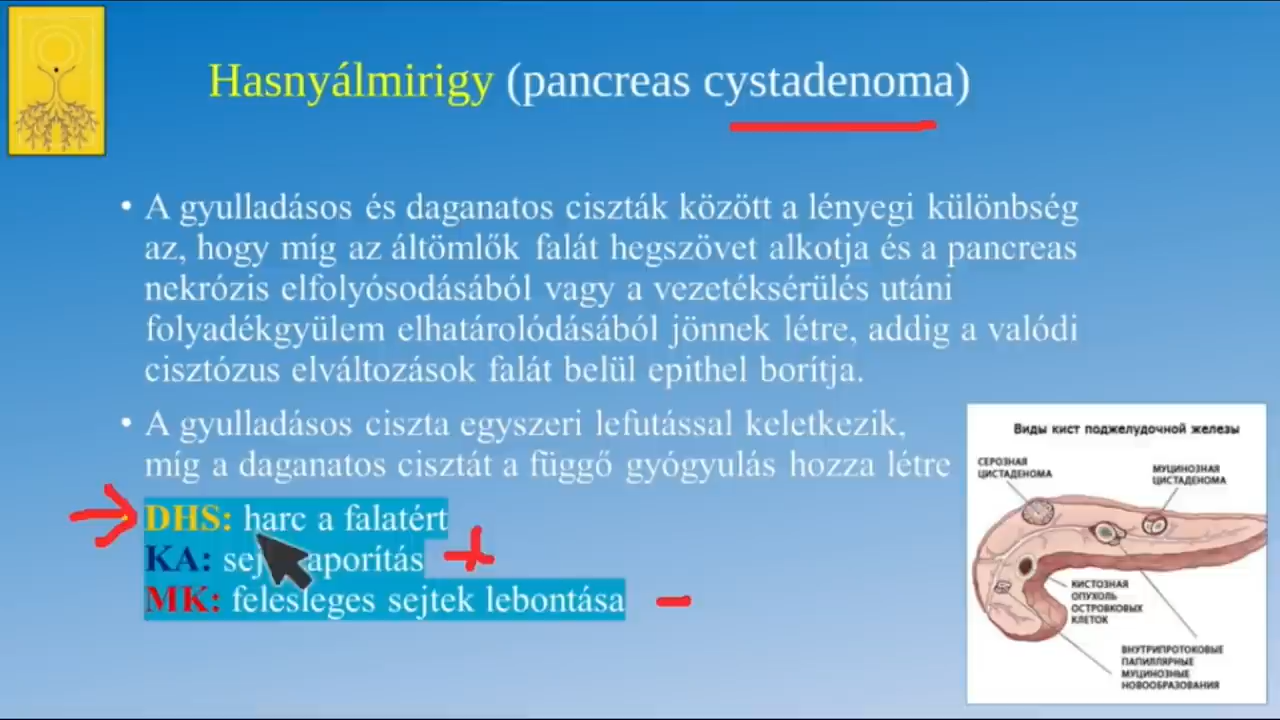 Hasnyálmirigy (pancreas cystadenoma)
• A gyulladásos és daganatos ciszták között a lényegi különbség
az, hogy míg az áltömlők falát hegszövet alkotja és a pancreas
nekrózis elfolyósodásából vagy a vezetéksérülés utáni
folyadékgyülem elhatárolódásából jönnek létre, addig a valódi
cisztózus elváltozások falát belül epithel borítja.
• A gyulladásos ciszta egyszeri lefutással keletkezik,
míg a daganatos cisztát a függő gyógyulás hozza létre
DHS: harc a falatért
KA:
MK: felesleges sejtek lebontása
Виды кист поджелудочной железы
СЕРОЗНАЯ
ЦИСТАДЕНОМА
МУЦИНОЗНАЯ
ЦИСТАДЕНОМА
КИСТОЗНАЯ
ОПУХОЛЬ
ОСТРОВКОВЫХ
КЛЕТОК
ВНУТРИПРОТОКОВЫЕ
ПАПИЛЛЯРНЫЕ
МУЦИНОЗНЫЕ
НОВООБРАЗОВАНИЯ